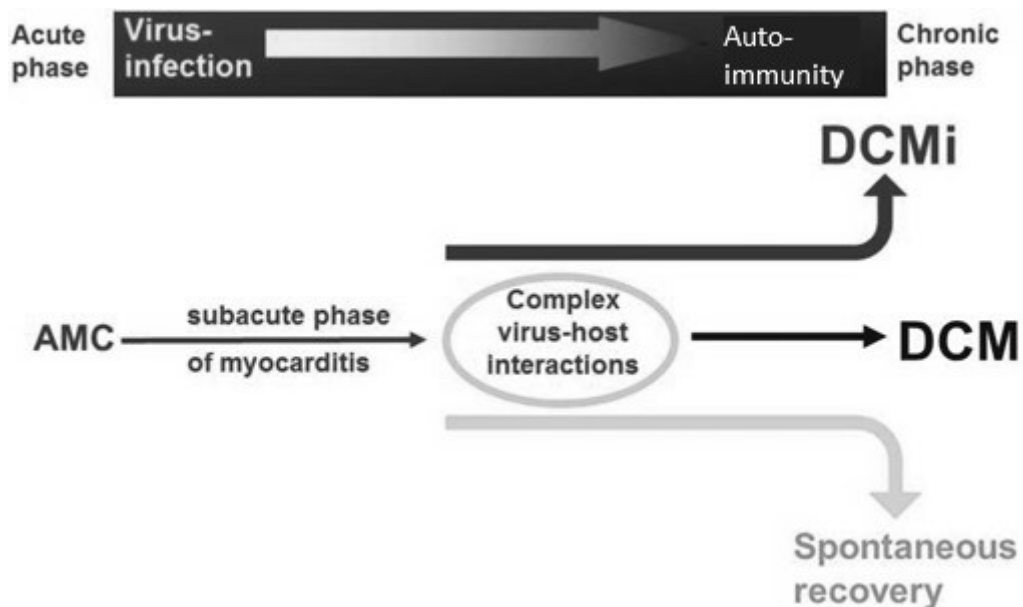 Acute
phase
Virus-
infection
Auto-
immunity
Chronic
phase
DCMi
AMC
subacute phase
of myocarditis
Complex
virus-host
interactions
DCM
Spontaneous
recovery